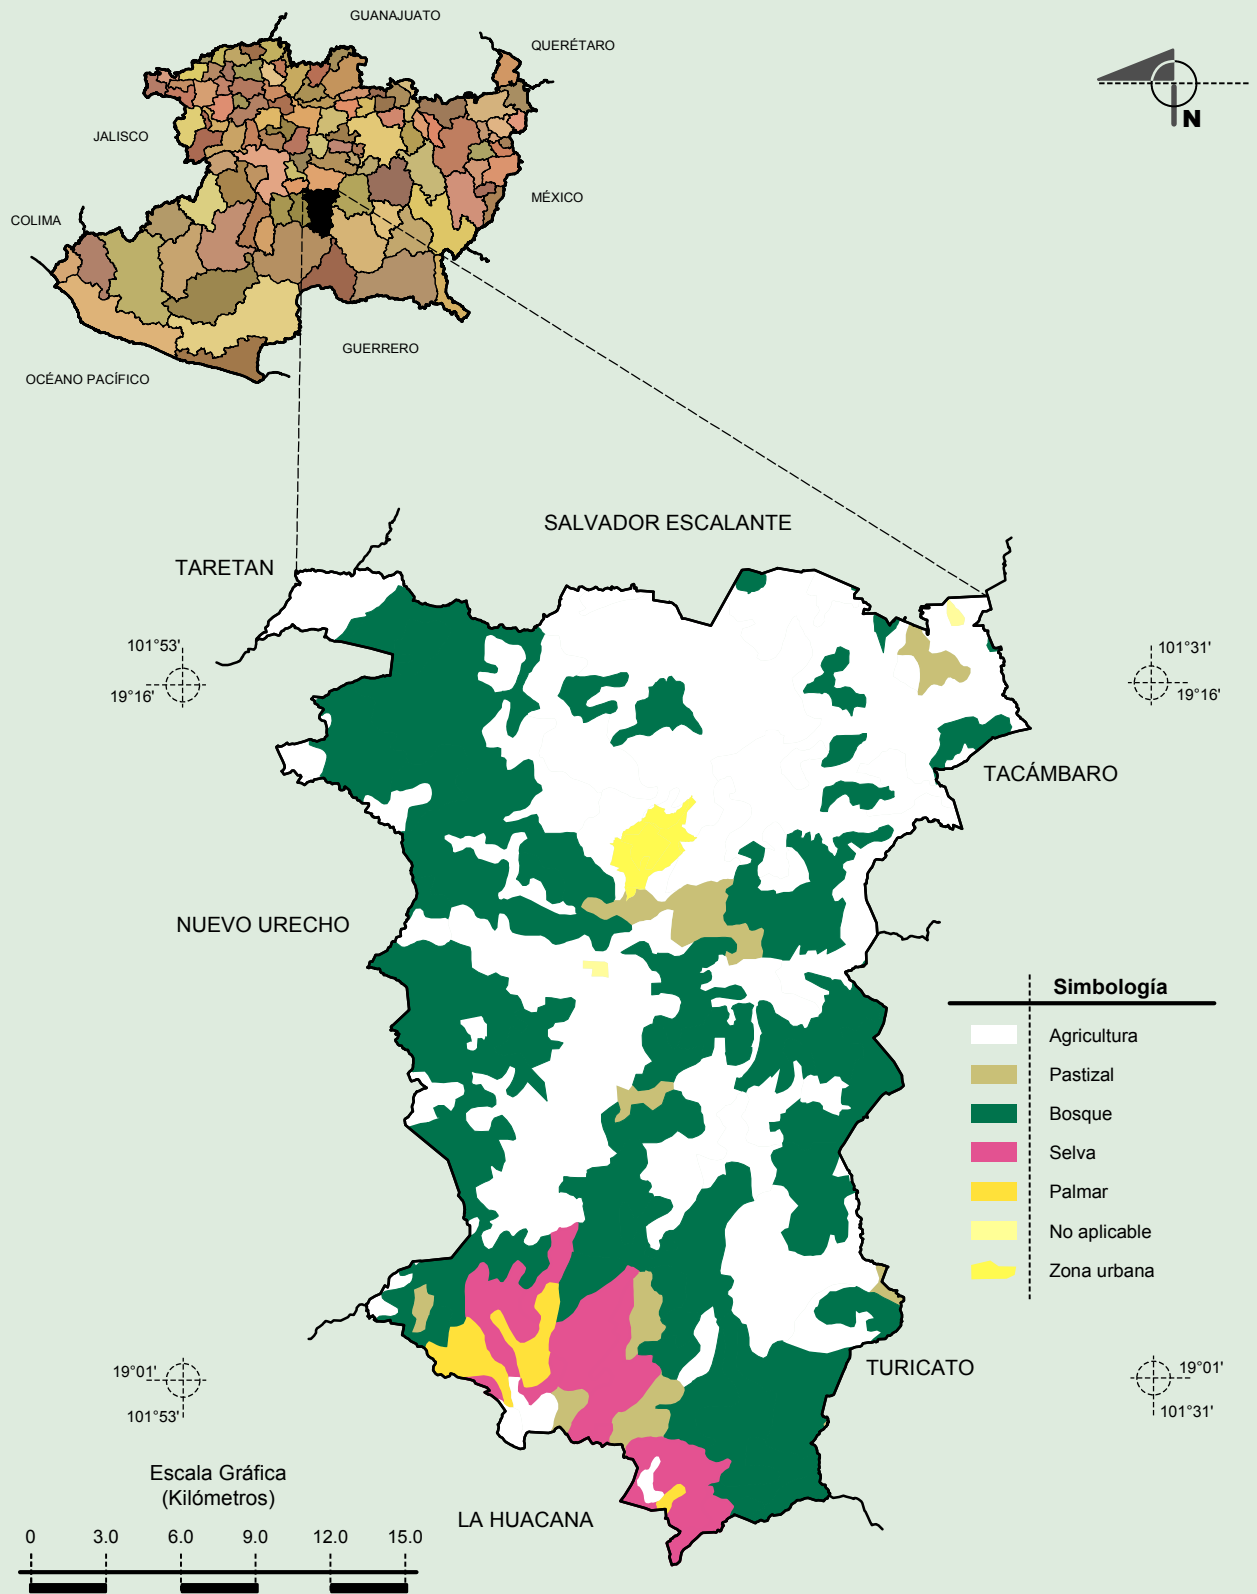 GUANAJUATO
QUERÉTARO
JALISCO
N
MÉXICO
COLIMA
GUERRERO
OCÉANO PACÍFICO
SALVADOR ESCALANTE
TARETAN
101°53'
19°16'
101°31'
19°16'
TACÁMBARO
NUEVO URECHO
Simbología
Agricultura
Pastizal
Bosque
Selva
Palmar
No aplicable
Zona urbana
TURICATO
19°01'
101°53'
19°01'
101°31'
Escala Gráfica
(Kilómetros)
LA HUACANA
0 3.0 6.0 9.0 12.0 15.0